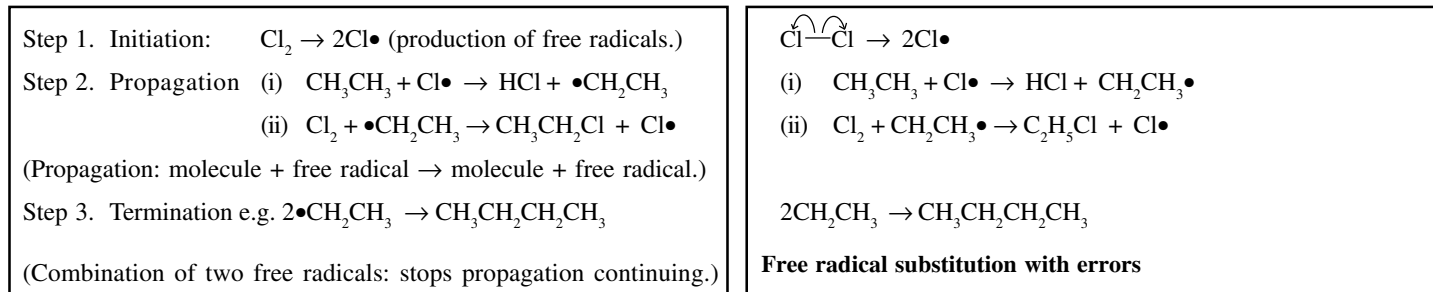 Step 1. Initiation: Cl₂ → 2Cl● (production of free radicals.)
Step 2. Propagation (i) CH₃CH₃ + Cl● → HCl + ●CH₂CH₃
(ii) Cl₂ + ●CH₂CH₃ → CH₃CH₂Cl + Cl●
(Propagation: molecule + free radical → molecule + free radical.)
Step 3. Termination e.g. 2●CH₂CH₃ → CH₃CH₂CH₂CH₃
(Combination of two free radicals: stops propagation continuing.)
Cl—Cl → 2Cl●
(i) CH₃CH₃ + Cl● → HCl + CH₂CH₃●
(ii) Cl₂ + CH₂CH₃● → C₂H₅Cl + Cl●
2CH₂CH₃ → CH₃CH₂CH₂CH₃
Free radical substitution with errors